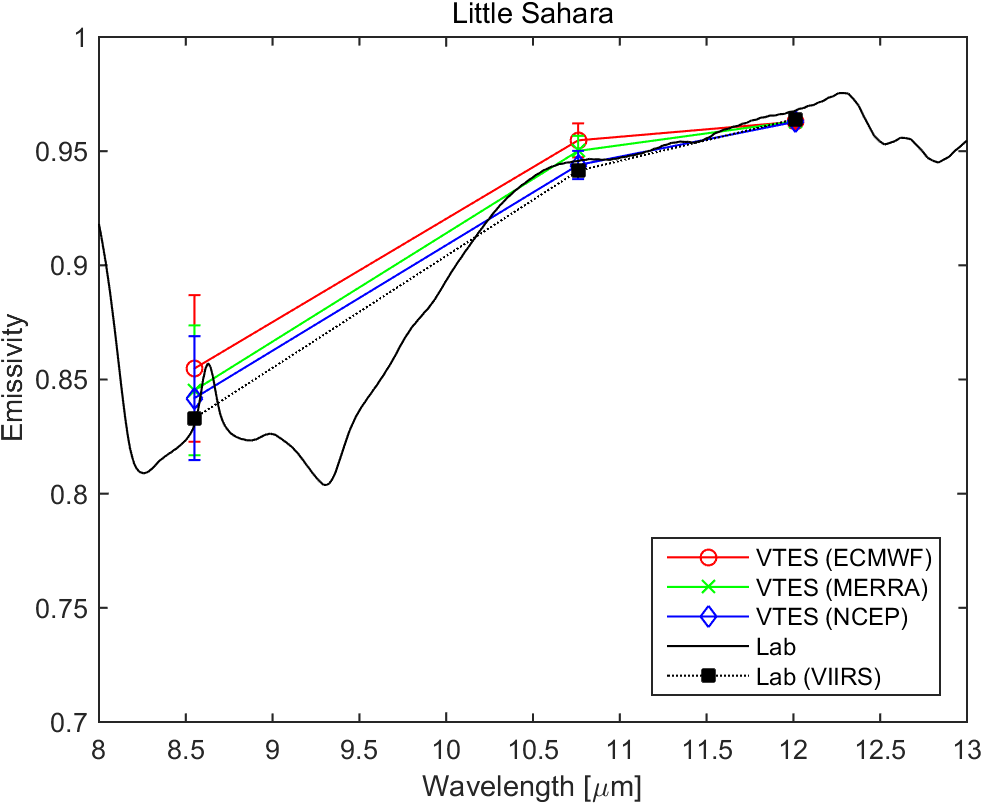 Little Sahara
1
0.95
0.9
0.85
0.8
0.75
0.7
Emissivity
8
8.5
9
9.5
10
10.5
11
11.5
12
12.5
13
Wavelength [μm]
VTES (ECMWF)
VTES (MERRA)
VTES (NCEP)
Lab
Lab (VIIRS)